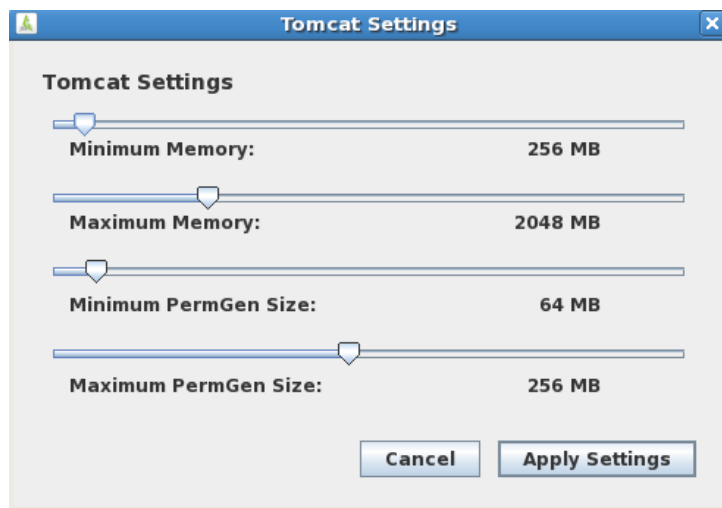 Tomcat Settings
Tomcat Settings
Minimum Memory: 256 MB
Maximum Memory: 2048 MB
Minimum PermGen Size: 64 MB
Maximum PermGen Size: 256 MB
Cancel Apply Settings